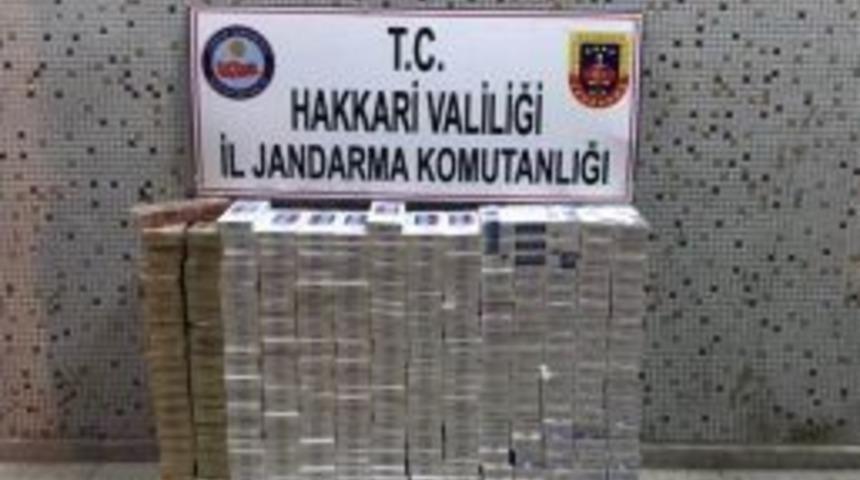 T.C.
HAKKARİ VALİLİĞİ
İL JANDARMA KOMUTANLIĞI